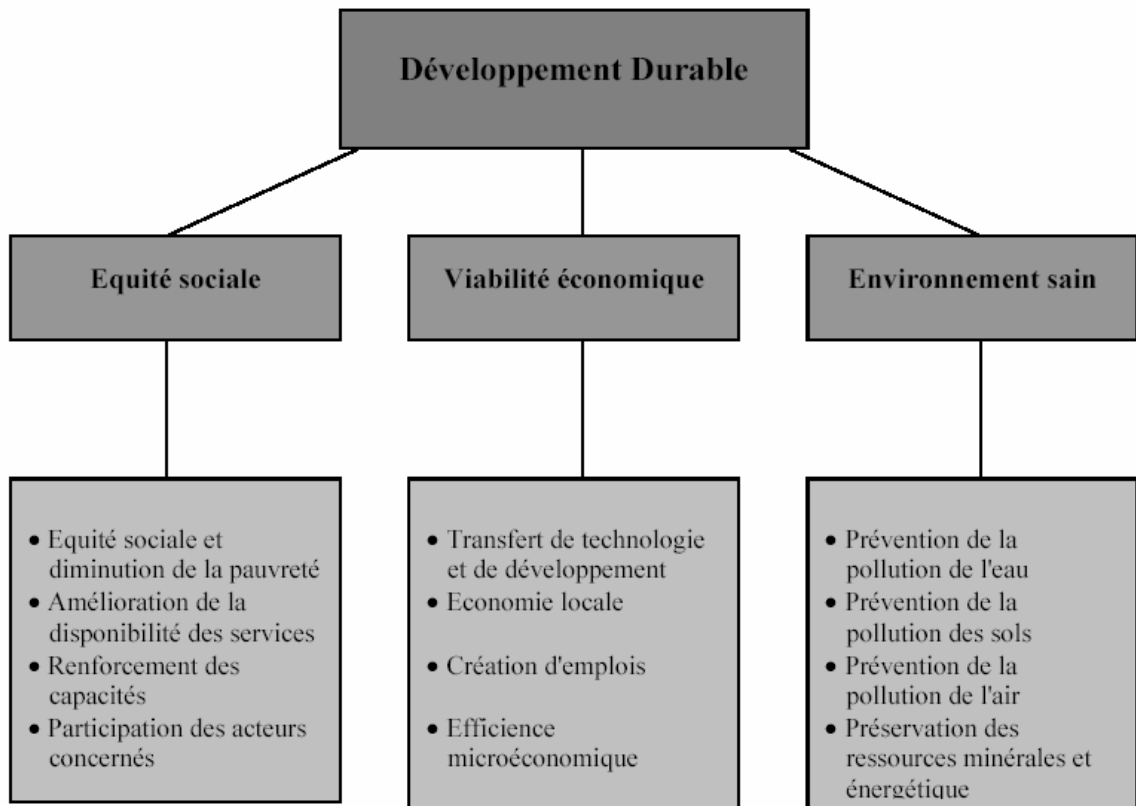 Développement Durable
Equité sociale
Viabilité économique
Environnement sain
• Equité sociale et
diminution de la pauvreté
• Amélioration de la
disponibilité des services
• Renforcement des
capacités
• Participation des acteurs
concernés
• Transfert de technologie
et de développement
• Economie locale
• Création d'emplois
• Efficience
microéconomique
• Prévention de la
pollution de l'eau
• Prévention de la
pollution des sols
• Prévention de la
pollution de l'air
• Préservation des
ressources minérales et
énergétique